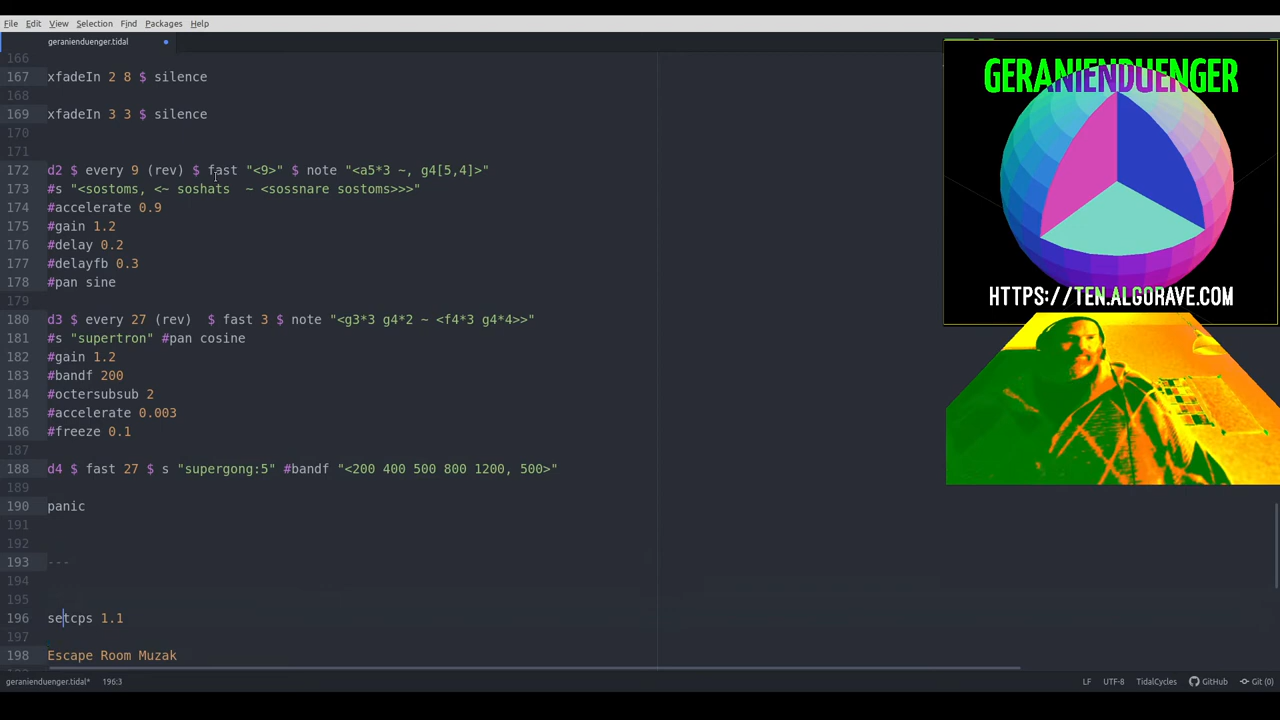 File Edit View Selection Find Packages Help
geranienduenger.tidal
166
167 xfadeIn 2 8 $ silence
168
169 xfadeIn 3 3 $ silence
170
171
172 d2 $ every 9 (rev) $ fast "<9>" $ note "<a5*3 ~, g4[5,4]>"
173 #s "<sostoms, <~ soshats  ~ <sossnare sostoms>>>"
174 #accelerate 0.9
175 #gain 1.2
176 #delay 0.2
177 #delayfb 0.3
178 #pan sine
179
180 d3 $ every 27 (rev)  $ fast 3 $ note "<g3*3 g4*2 ~ <f4*3 g4*4>>"
181 #s "supertron" #pan cosine
182 #gain 1.2
183 #bandf 200
184 #octersubsub 2
185 #accelerate 0.003
186 #freeze 0.1
187
188 d4 $ fast 27 $ s "supergong:5" #bandf "<200 400 500 800 1200, 500>"
189
190 panic
191
192
193 ---
194
195
196 setcps 1.1
197
198 Escape Room Muzak
GERANIENDUENGER
HTTPS://TEN.ALGORAVE.COM
geranienduenger.tidal* 196:3 LF UTF-8 TidalCycles GitHub Git (0)